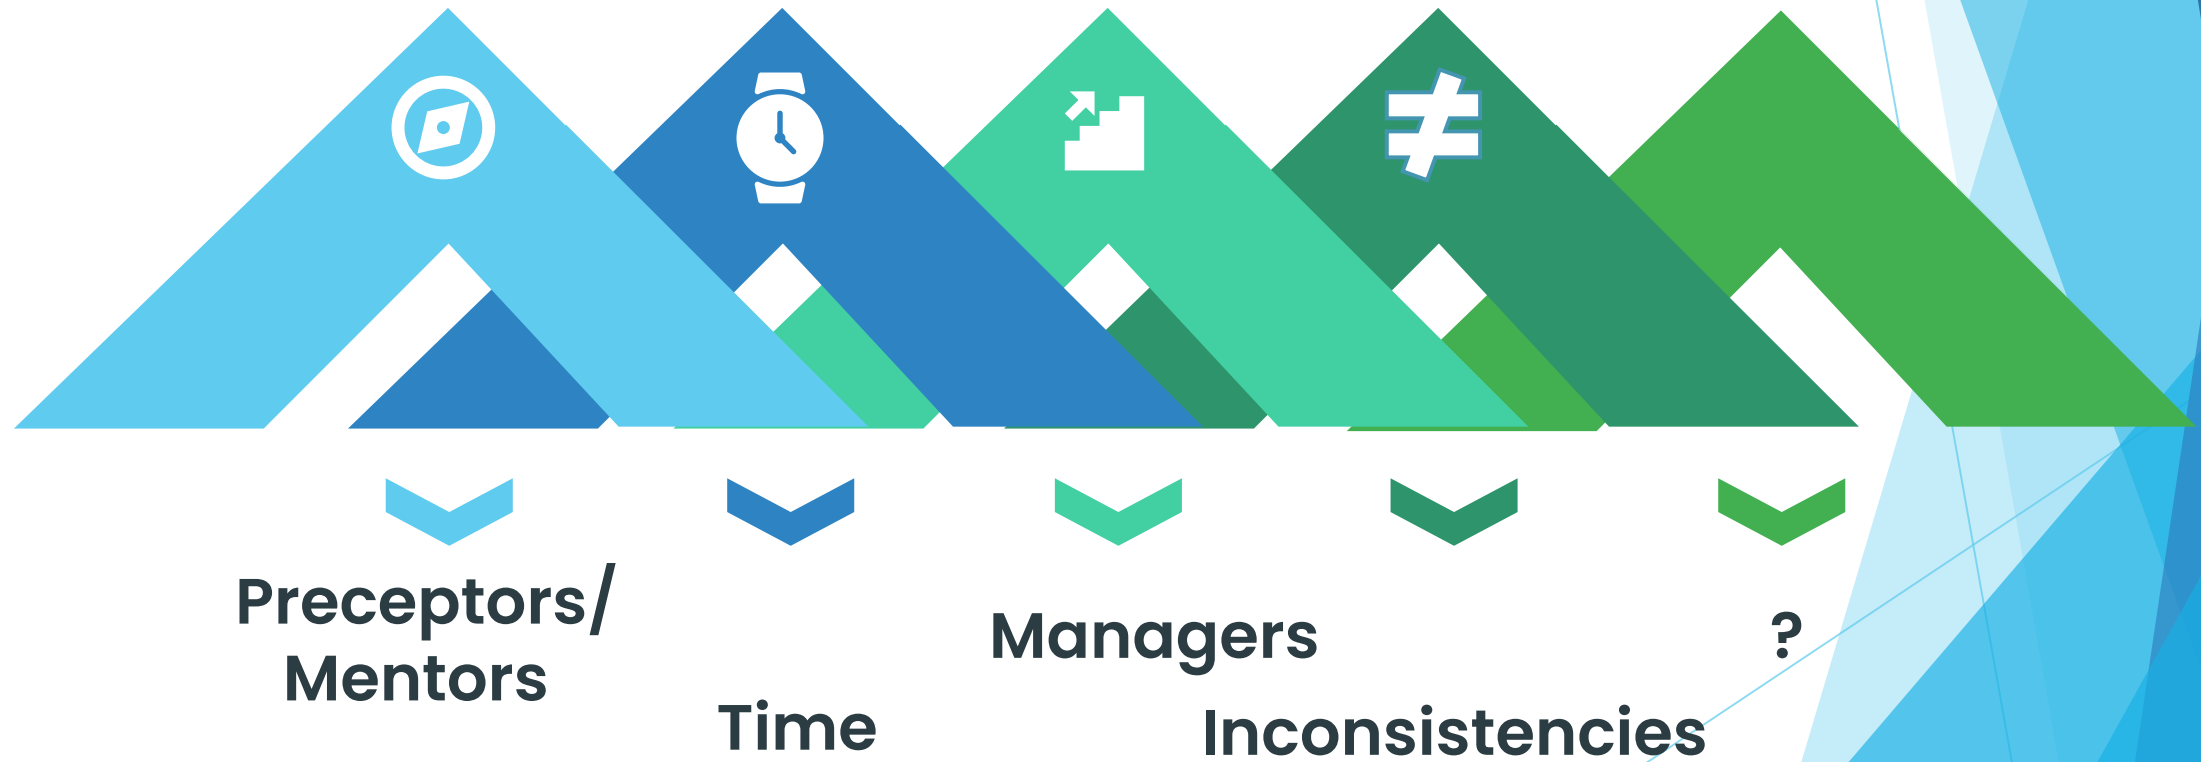 Preceptors/
Mentors
Time
Managers
Inconsistencies
?